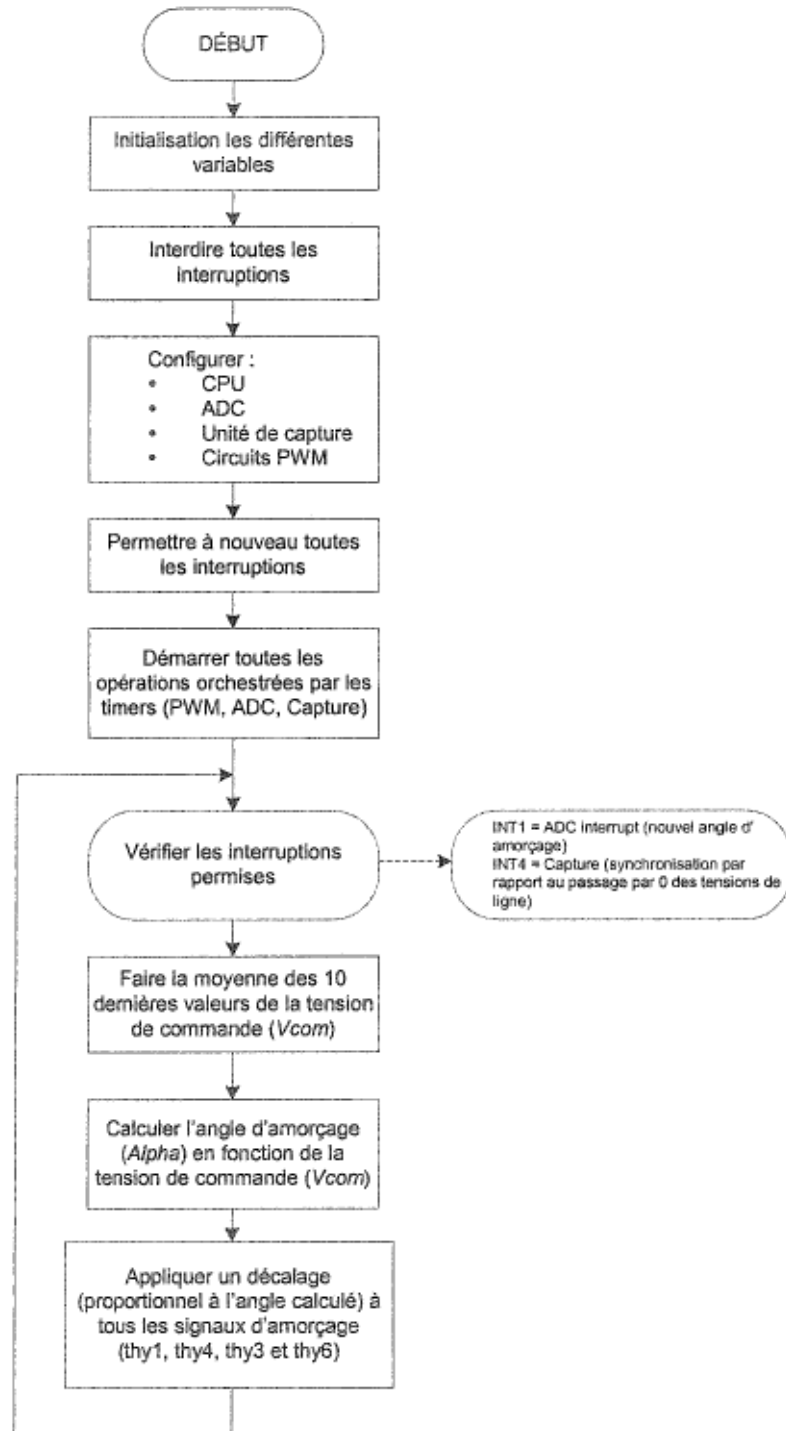 DÉBUT
Initialisation les différentes
variables
Interdire toutes les
interruptions
Configurer :
• CPU
• ADC
• Unité de capture
• Circuits PWM
Permettre à nouveau toutes
les interruptions
Démarrer toutes les
opérations orchestrées par les
timers (PWM, ADC, Capture)
Vérifier les interruptions
permises
INT1 = ADC interrupt (nouvel angle d'
amorçage)
INT4 = Capture (synchronisation par
rapport au passage par 0 des tensions de
ligne)
Faire la moyenne des 10
dernières valeurs de la tension
de commande (Vcom)
Calculer l'angle d'amorçage
(Alpha) en fonction de la
tension de commande (Vcom)
Appliquer un décalage
(proportionnel à l'angle calculé) à
tous les signaux d'amorçage
(thy1, thy4, thy3 et thy6)